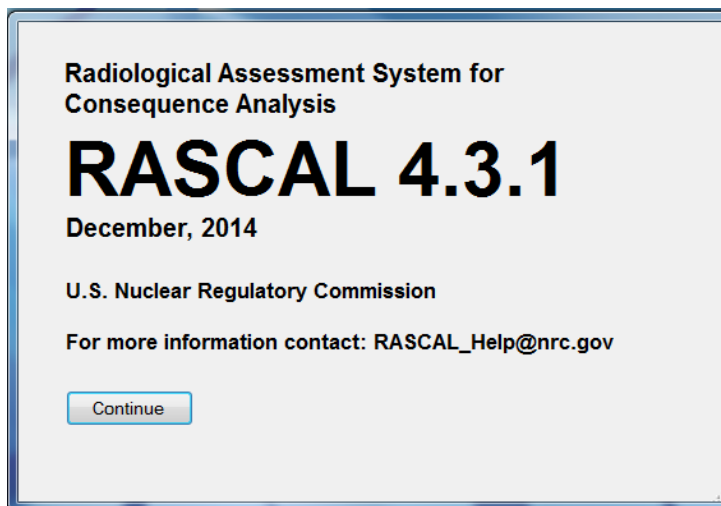 Radiological Assessment System for
Consequence Analysis
RASCAL 4.3.1
December, 2014
U.S. Nuclear Regulatory Commission
For more information contact: RASCAL_Help@nrc.gov
Continue